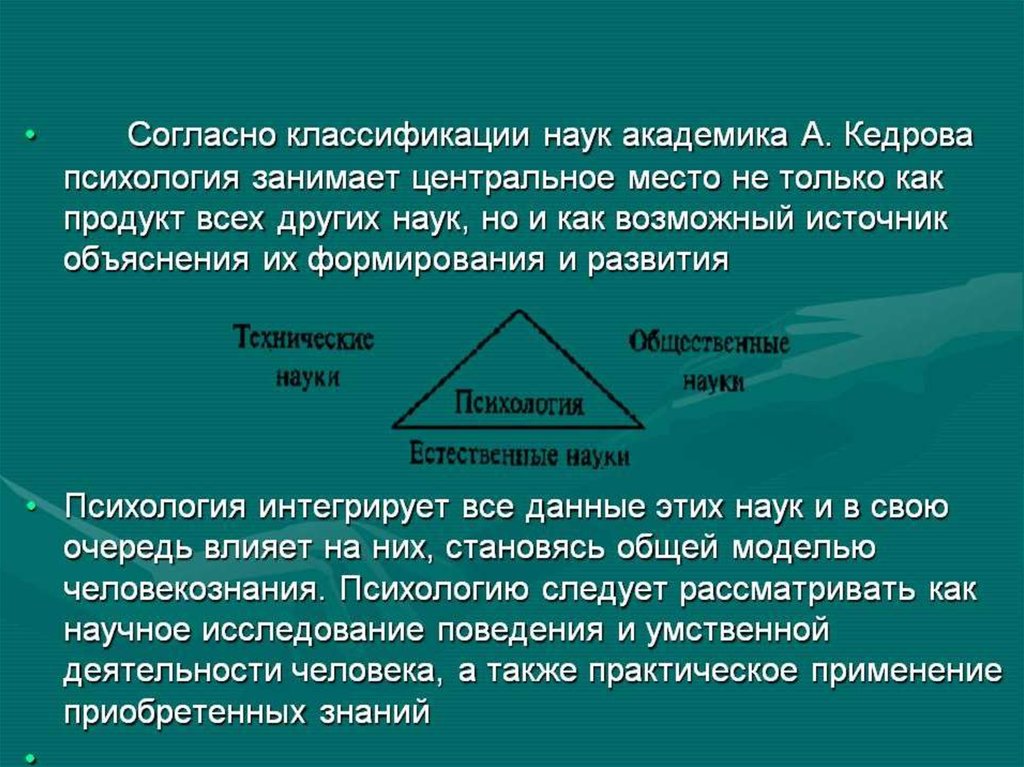 • Согласно классификации наук академика А. Кедрова
психология занимает центральное место не только как
продукт всех других наук, но и как возможный источник
объяснения их формирования и развития
Технические
науки
Общественные
науки
Психология
Естественные науки
• Психология интегрирует все данные этих наук и в свою
очередь влияет на них, становясь общей моделью
человекознания. Психологию следует рассматривать как
научное исследование поведения и умственной
деятельности человека, а также практическое применение
приобретенных знаний
•